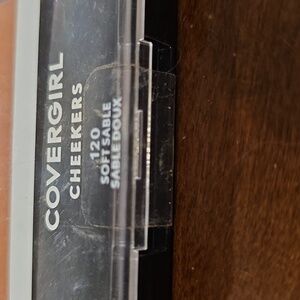 COVERGIRL
CHEEKERS
120
SOFT SABLE
SABLE DOUX